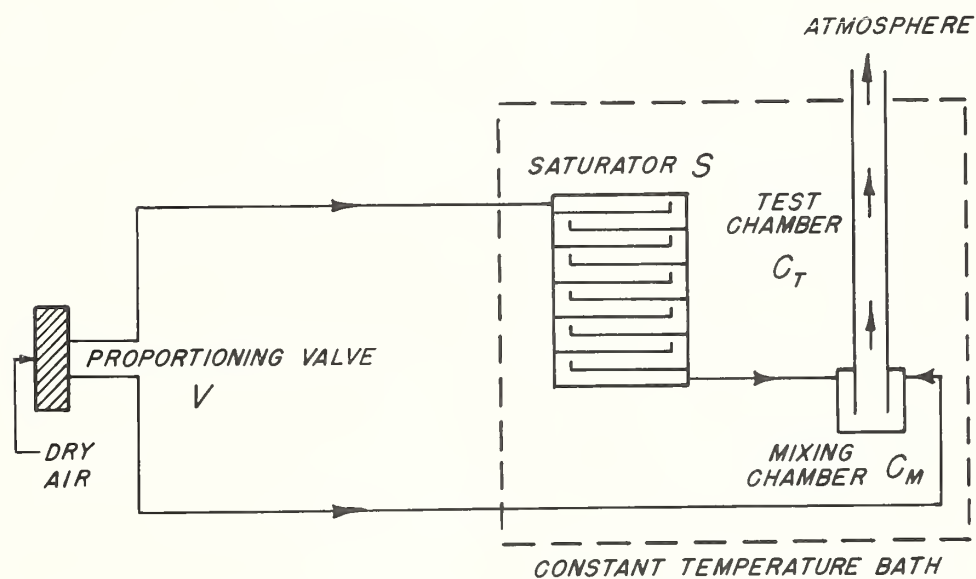 ATMOSPHERE
SATURATOR S
TEST
CHAMBER
C_T
PROPORTIONING VALVE
V
DRY
AIR
MIXING
CHAMBER C_M
CONSTANT TEMPERATURE BATH